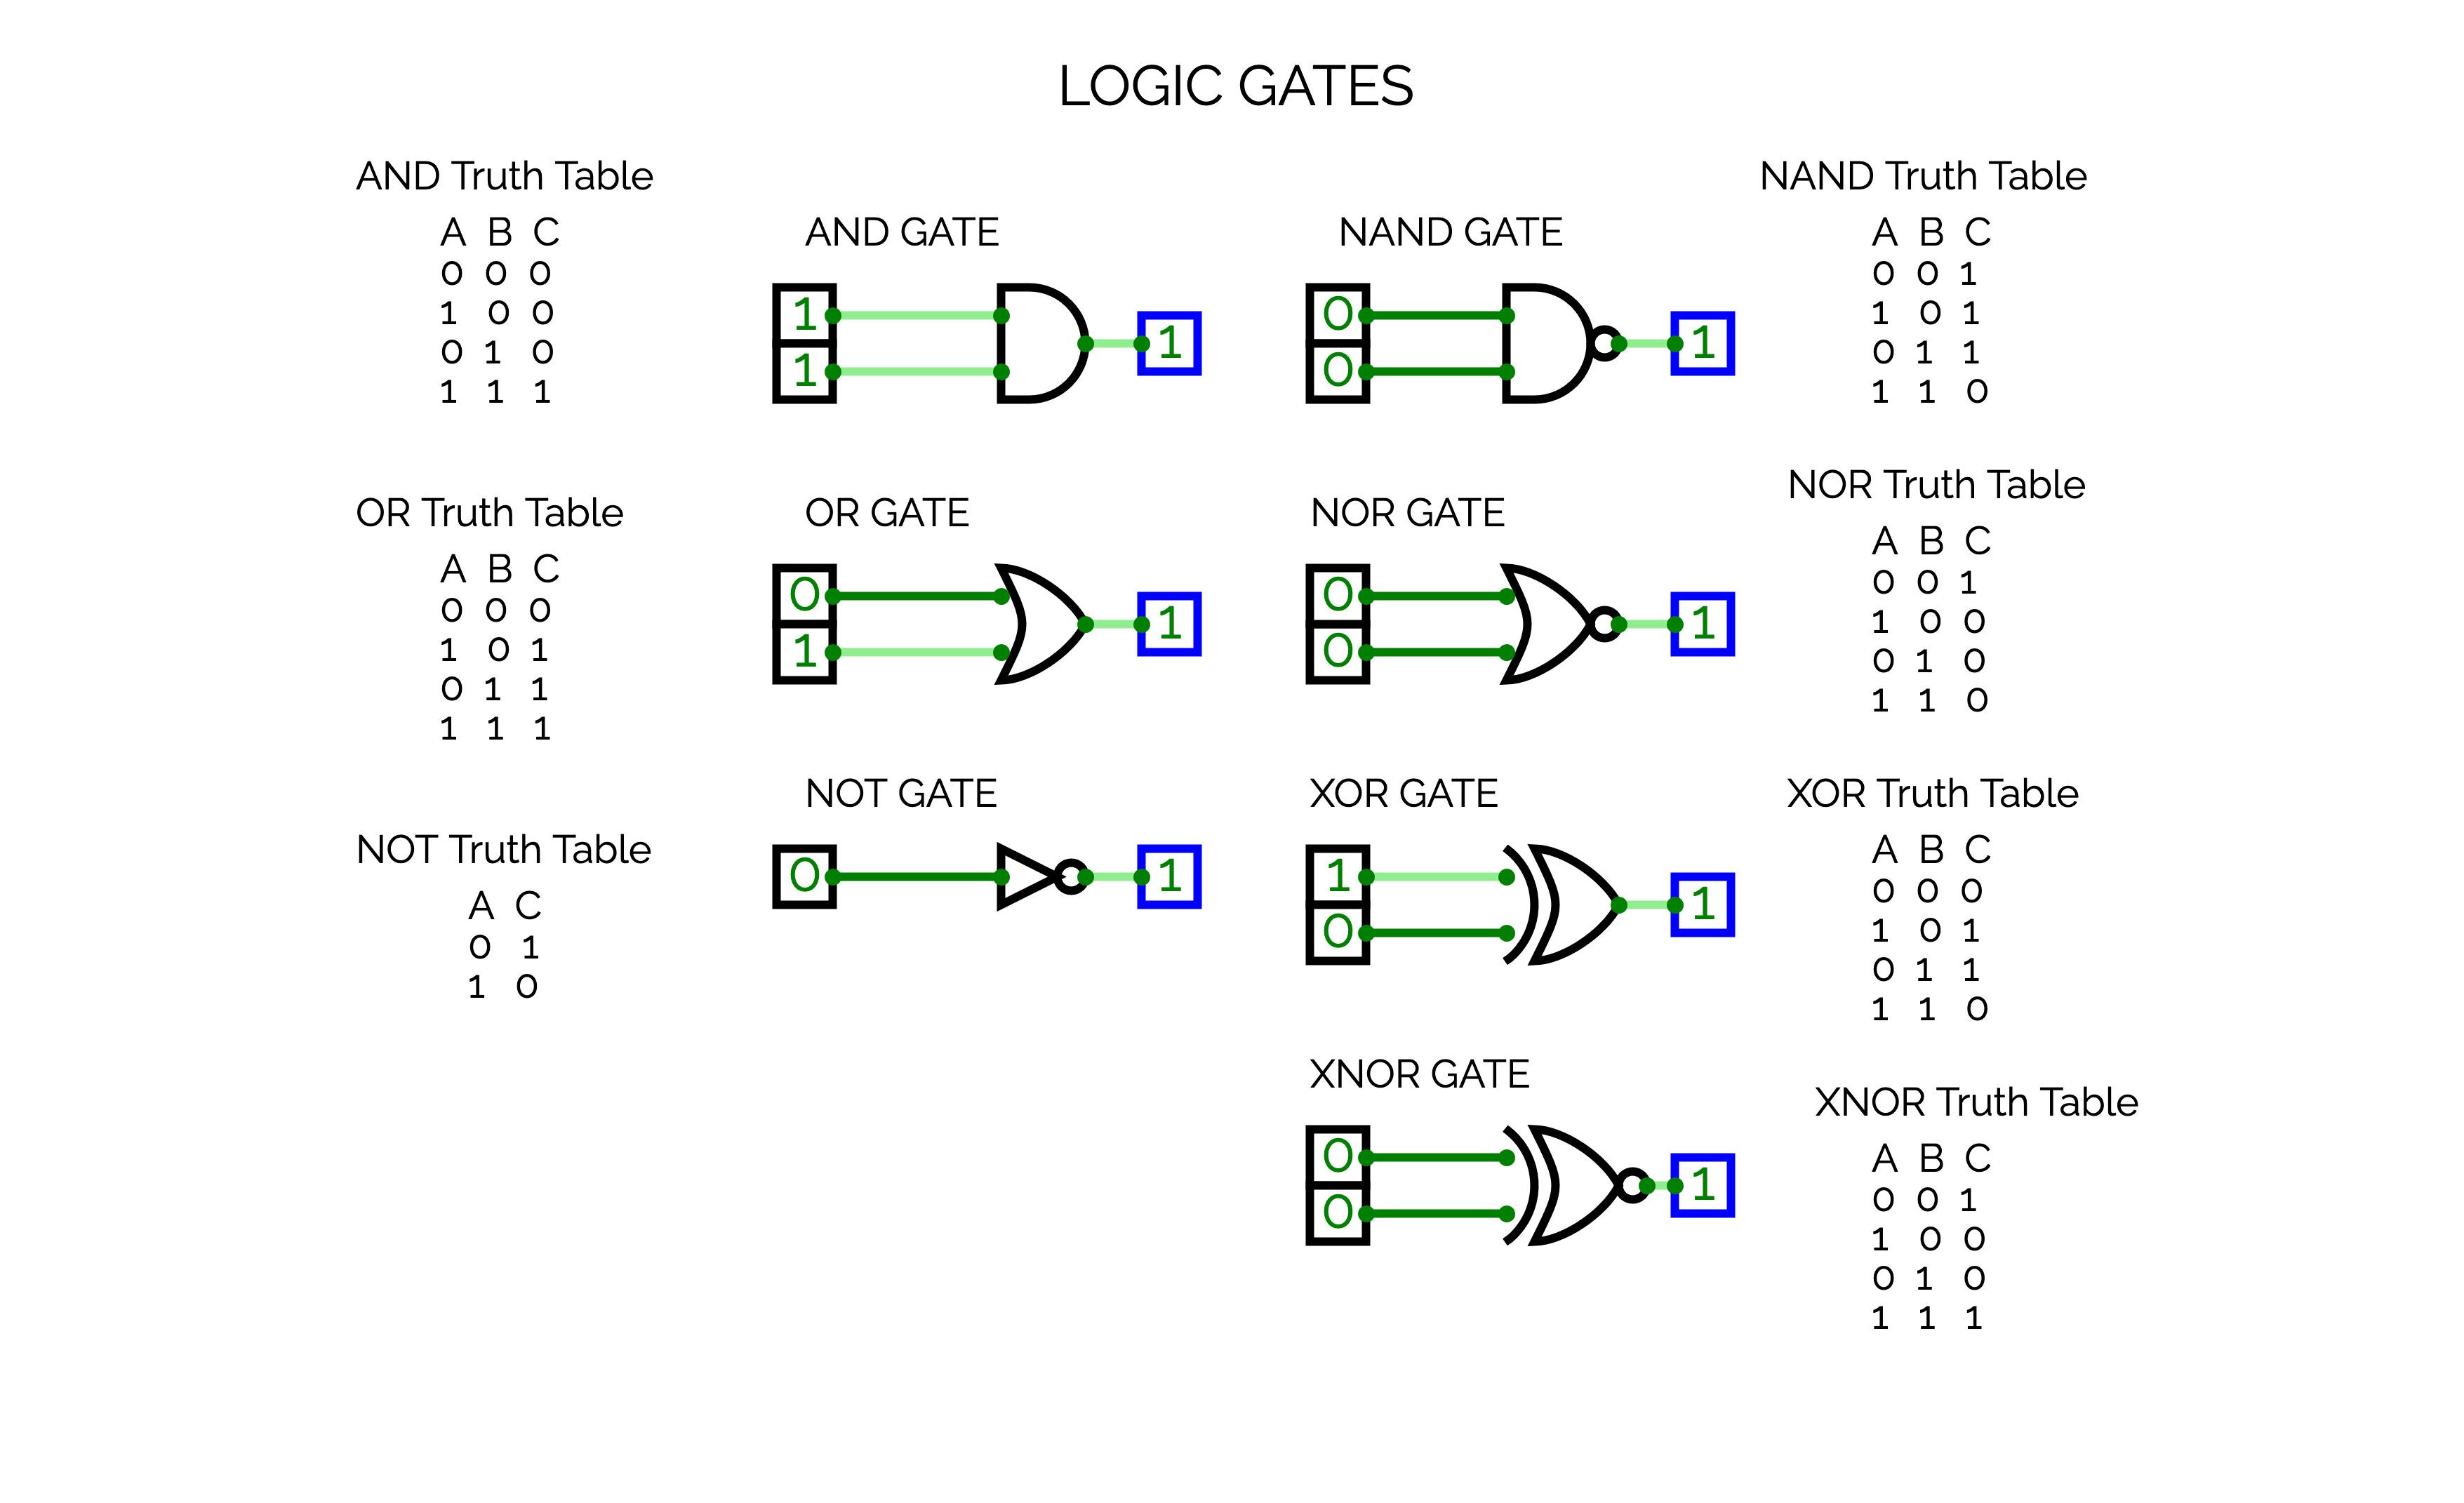 LOGIC GATES
AND Truth Table
A B C
0 0 0
1 0 0
0 1 0
1 1 1
AND GATE
1
1
1
NAND GATE
0
0
1
NAND Truth Table
A B C
0 0 1
1 0 1
0 1 1
1 1 0
OR Truth Table
A B C
0 0 0
1 0 1
0 1 1
1 1 1
OR GATE
0
1
1
NOR GATE
0
0
1
NOR Truth Table
A B C
0 0 1
1 0 0
0 1 0
1 1 0
NOT Truth Table
A C
0 1
1 0
NOT GATE
0
1
XOR GATE
1
0
1
XOR Truth Table
A B C
0 0 0
1 0 1
0 1 1
1 1 0
XNOR GATE
0
0
1
XNOR Truth Table
A B C
0 0 1
1 0 0
0 1 0
1 1 1